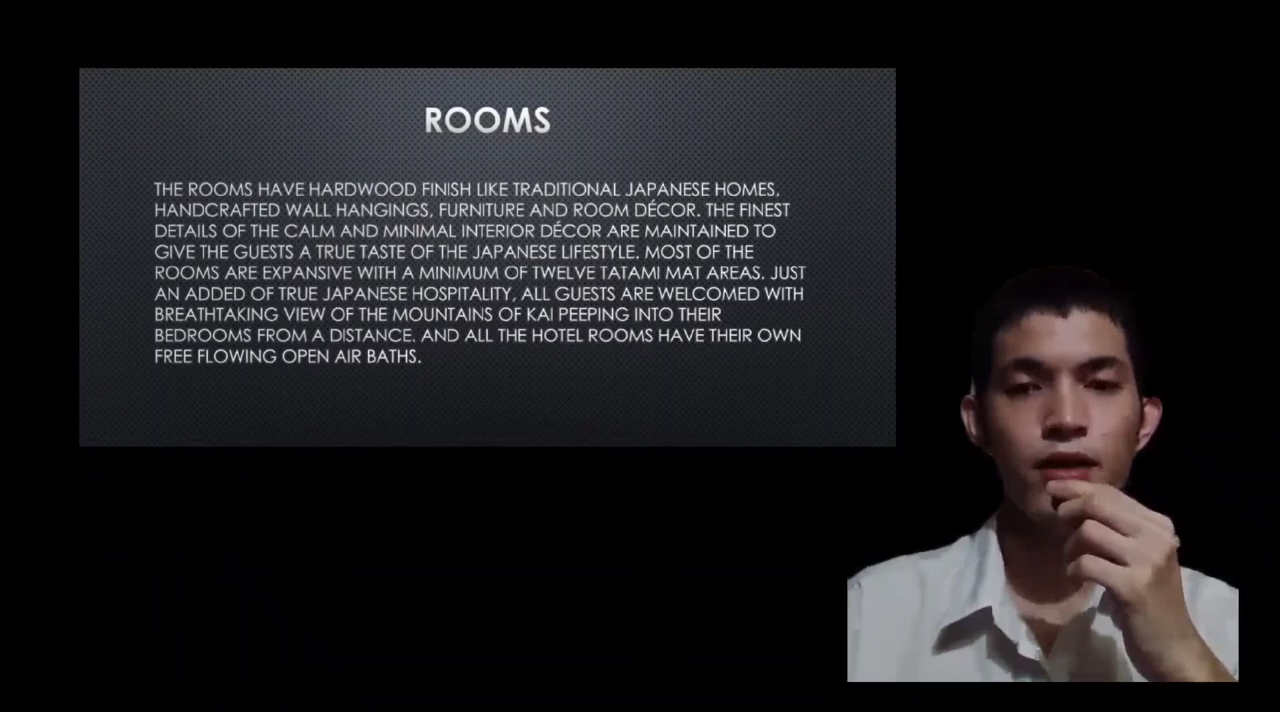 ROOMS
THE ROOMS HAVE HARDWOOD FINISH LIKE TRADITIONAL JAPANESE HOMES,
HANDCRAFTED WALL HANGINGS, FURNITURE AND ROOM DÉCOR. THE FINEST
DETAILS OF THE CALM AND MINIMAL INTERIOR DÉCOR ARE MAINTAINED TO
GIVE THE GUESTS A TRUE TASTE OF THE JAPANESE LIFESTYLE. MOST OF THE
ROOMS ARE EXPANSIVE WITH A MINIMUM OF TWELVE TATAMI MAT AREAS. JUST
AN ADDED OF TRUE JAPANESE HOSPITALITY, ALL GUESTS ARE WELCOMED WITH
BREATHTAKING VIEW OF THE MOUNTAINS OF KAI PEEPING INTO THEIR
BEDROOMS FROM A DISTANCE. AND ALL THE HOTEL ROOMS HAVE THEIR OWN
FREE FLOWING OPEN AIR BATHS.